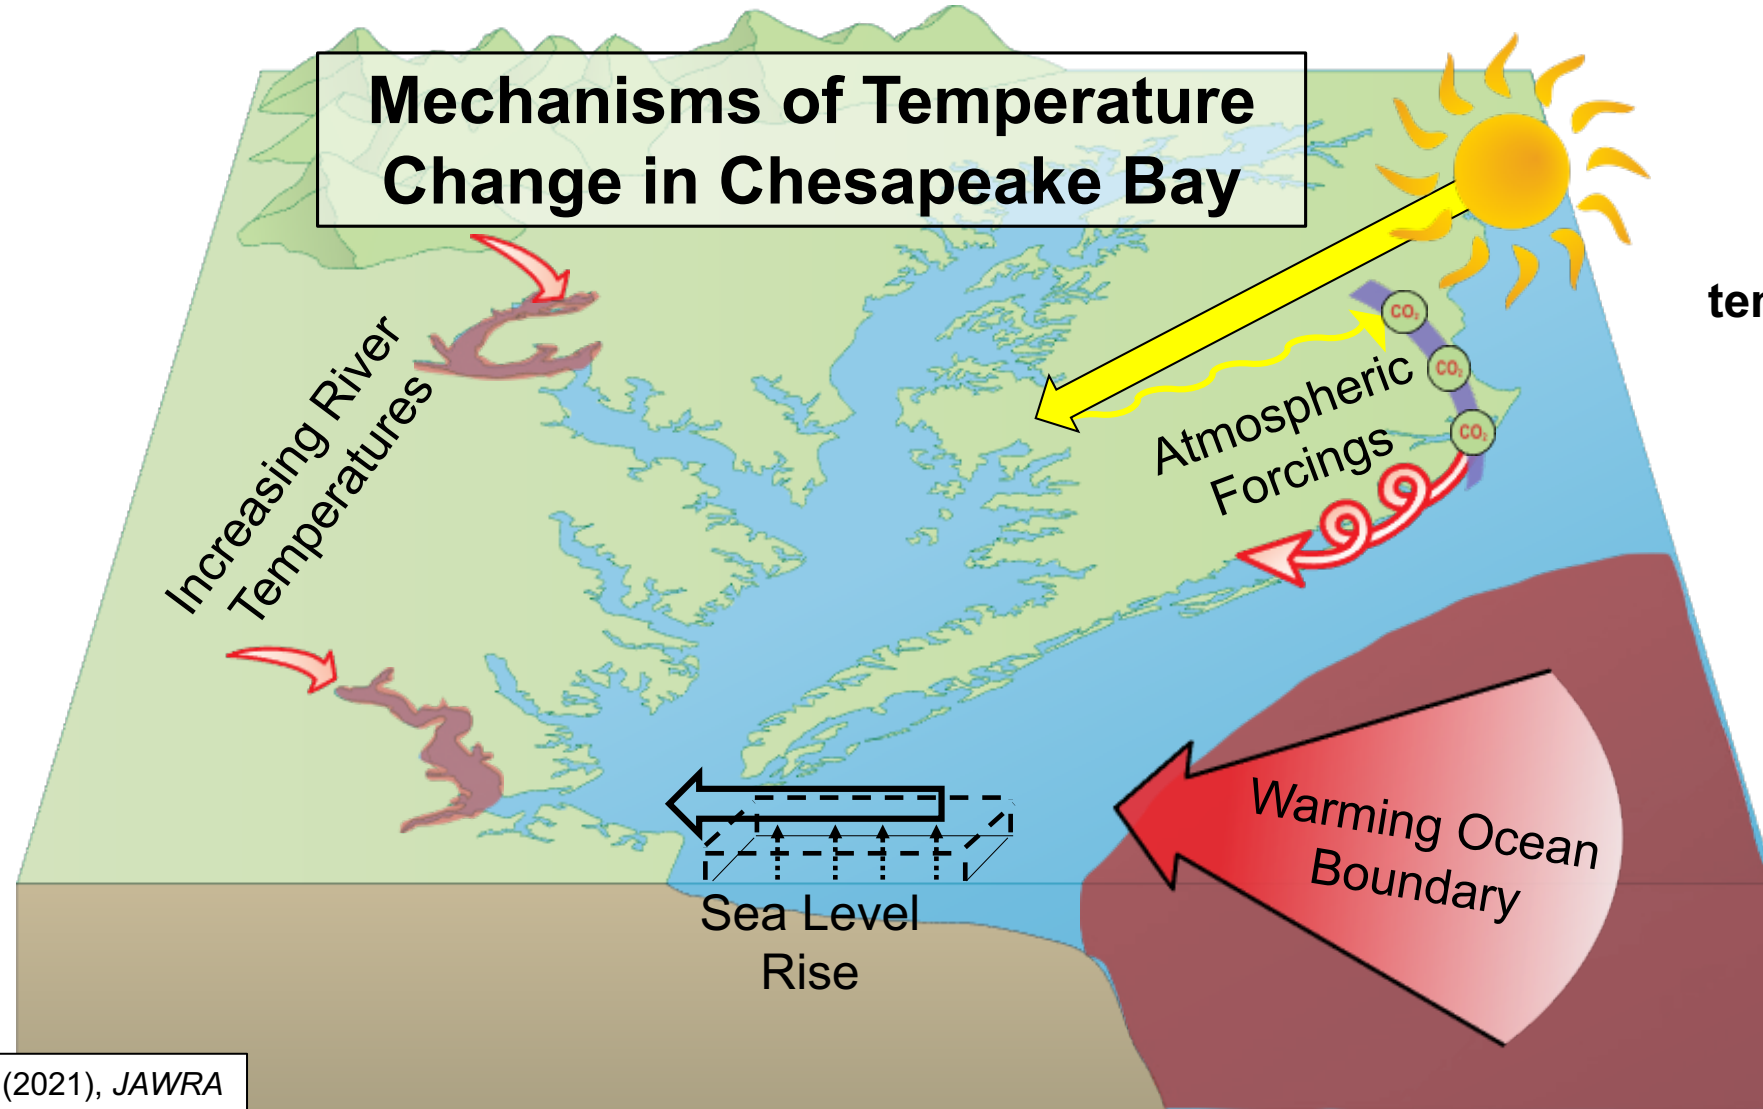 Mechanisms of Temperature
Change in Chesapeake Bay
Increasing River
Temperatures
CO₂
CO₂
CO₂
Atmospheric
Forcings
Warming Ocean
Boundary
Sea Level
Rise
(2021), JAWRA